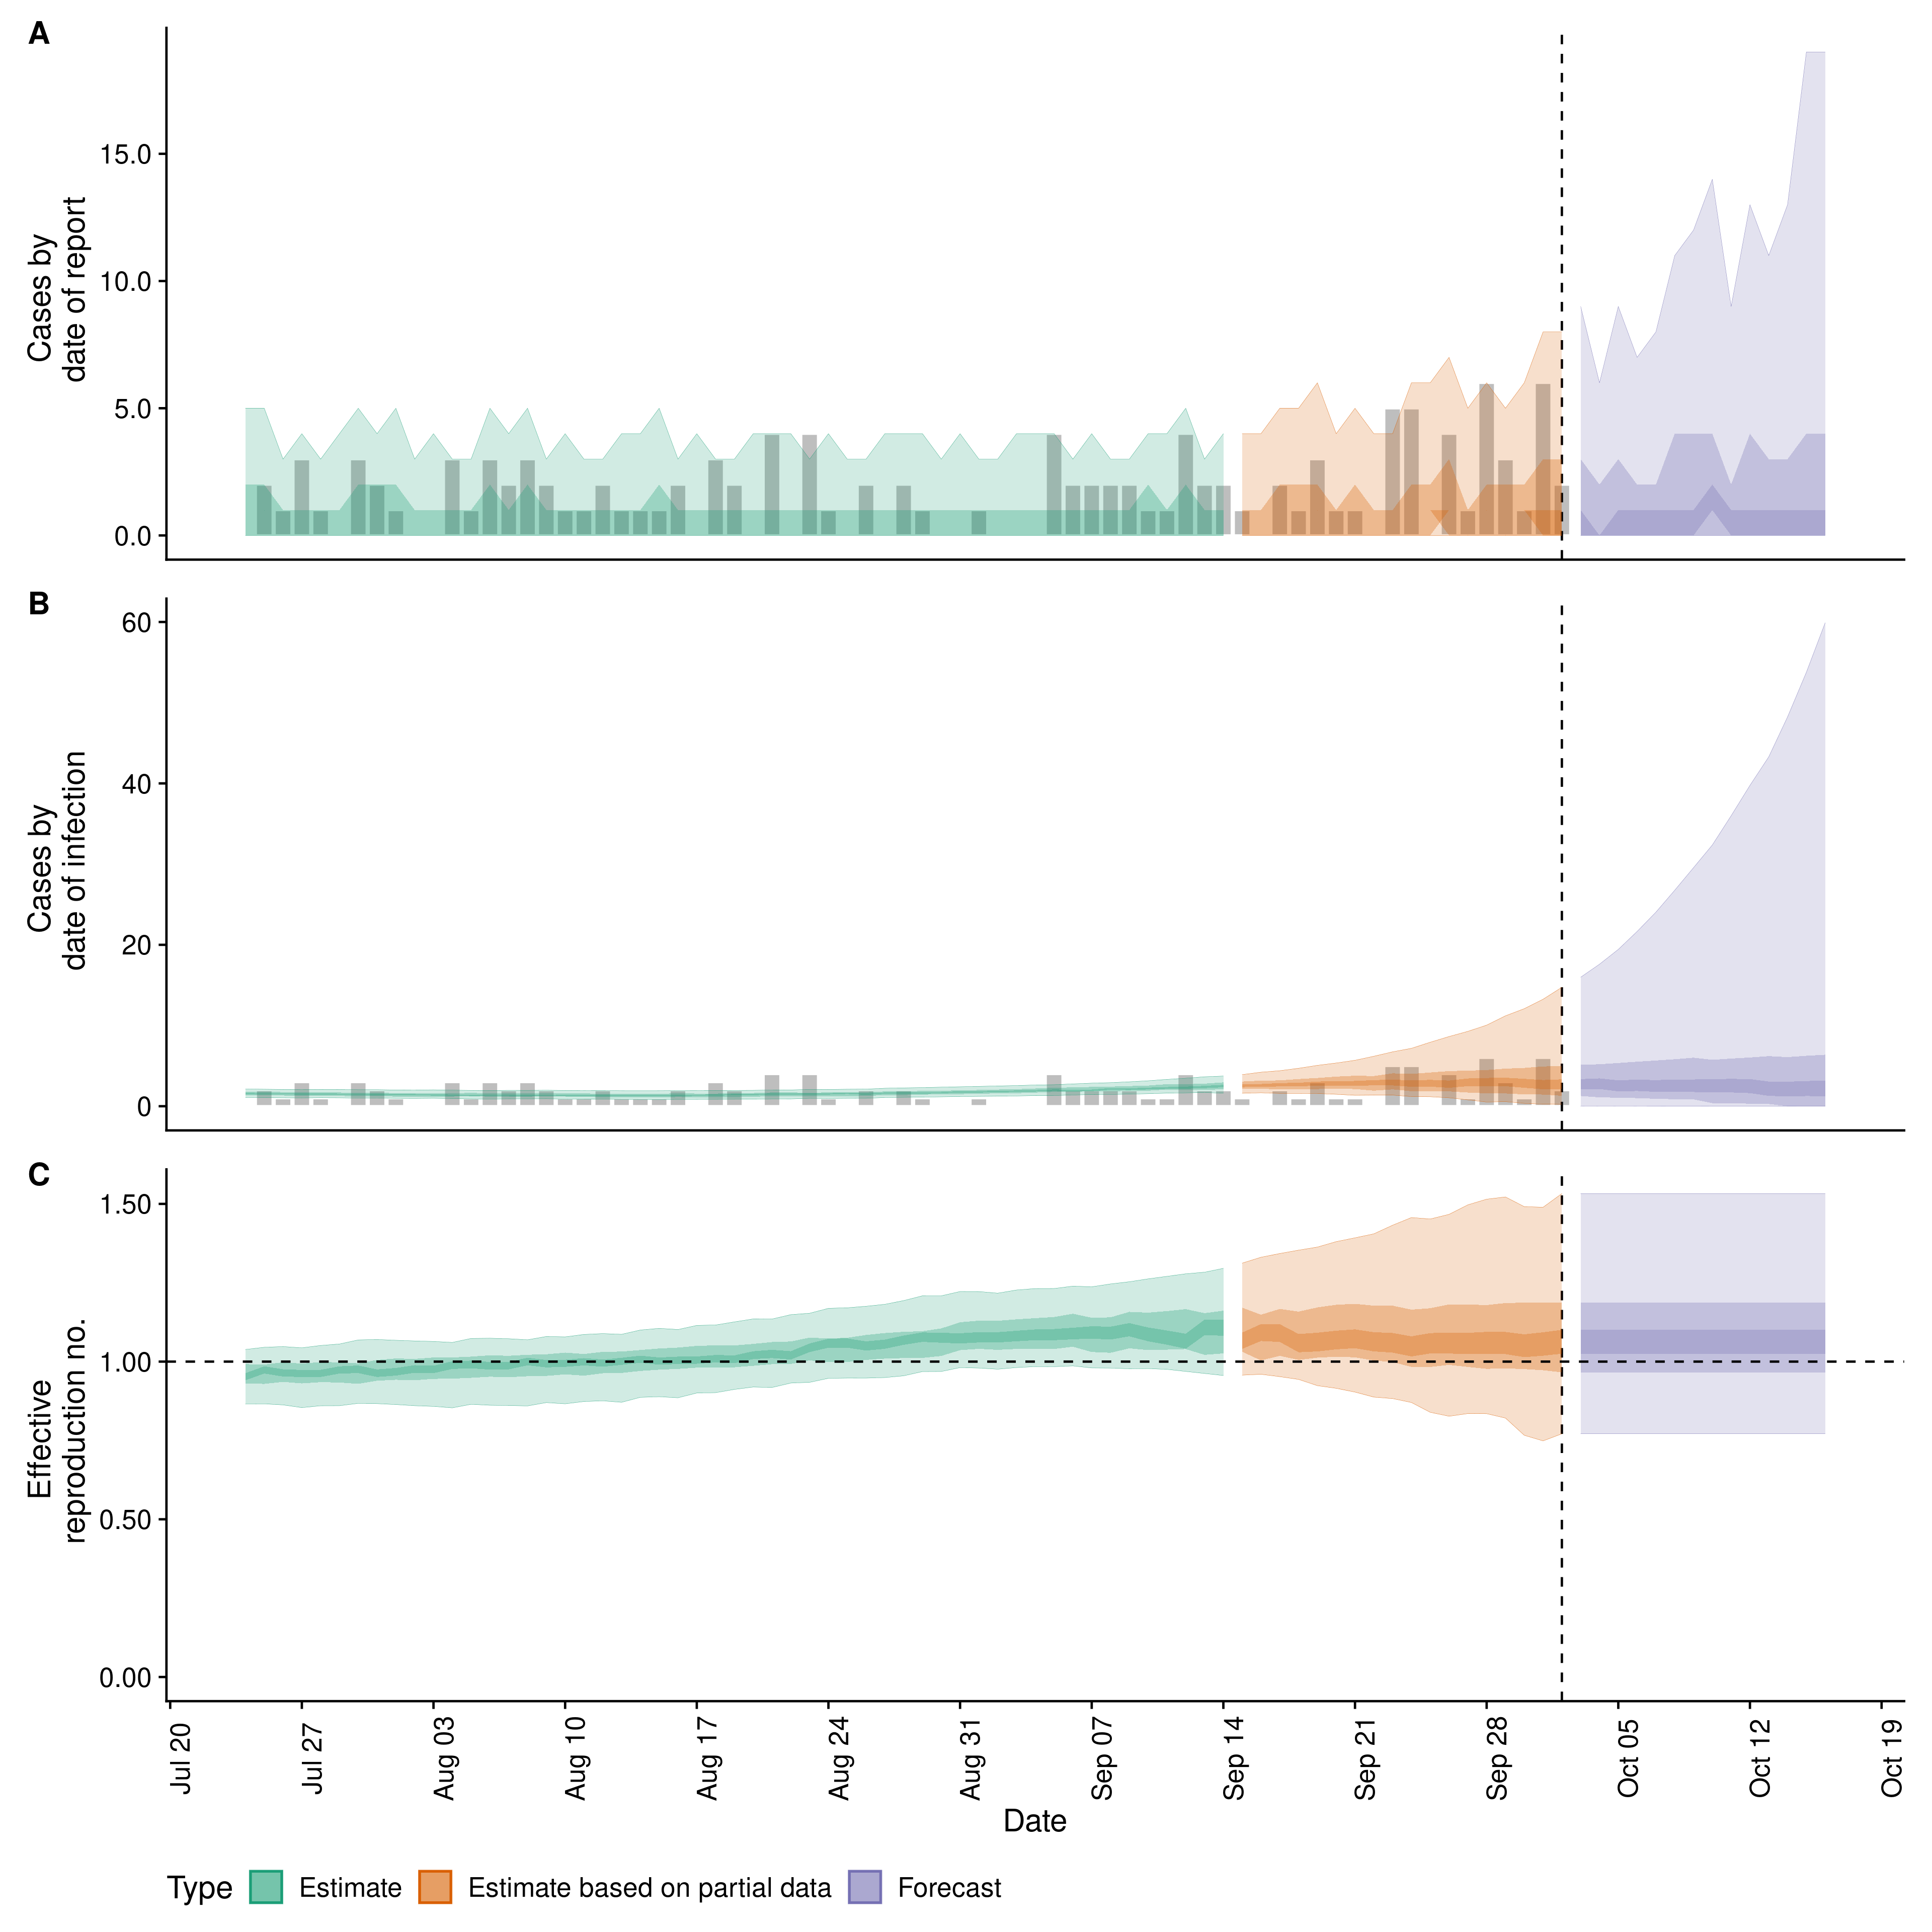 A
Cases by
date of report
15.0
10.0
5.0
0.0
B
Cases by
date of infection
60
40
20
0
C
Effective
reproduction no.
1.50
1.00
0.50
0.00
Jul 20
Jul 27
Aug 03
Aug 10
Aug 17
Aug 24
Aug 31
Sep 07
Sep 14
Sep 21
Sep 28
Oct 05
Oct 12
Oct 19
Date
Type Estimate Estimate based on partial data Forecast